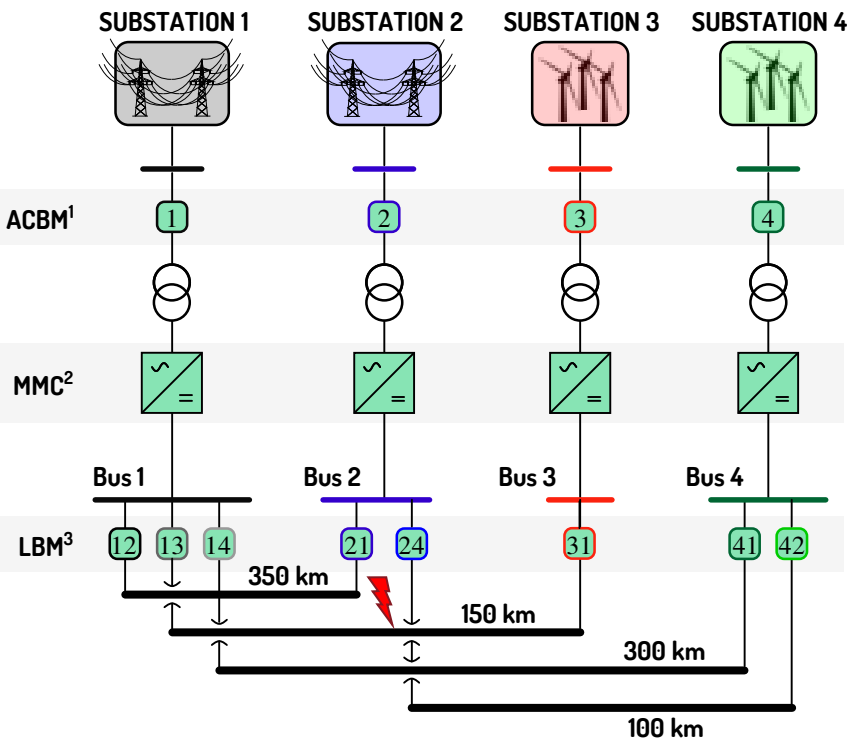 SUBSTATION 1 SUBSTATION 2 SUBSTATION 3 SUBSTATION 4
ACBM¹ 1 2 3 4
MMC² ~ = ~ = ~ = ~ =
Bus 1 Bus 2 Bus 3 Bus 4
LBM³ 12 13 14 21 24 31 41 42
350 km
150 km
300 km
100 km